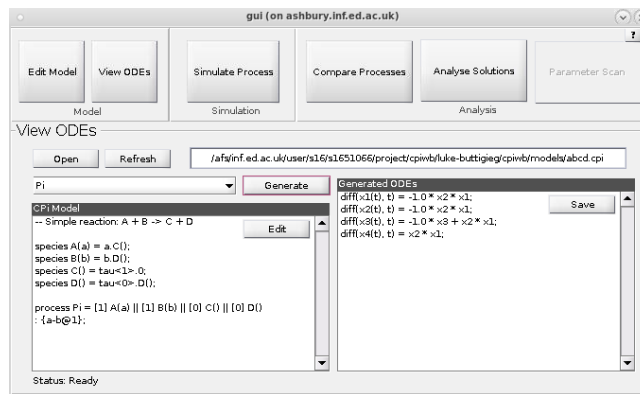 gui (on ashbury.inf.ed.ac.uk)
?
Edit Model
View ODEs
Simulate Process
Compare Processes
Analyse Solutions
Parameter Scan
Model
Simulation
Analysis
View ODEs
Open
Refresh
/afs/inf.ed.ac.uk/user/s16/s1651066/project/cpiwb/luke-buttigieg/cpiwb/models/abcd.cpi
Pi
Generate
CPi Model
-- Simple reaction: A + B -> C + D
Edit
species A(a) = a.C();
species B(b) = b.D();
species C() = tau<1>.0;
species D() = tau<0>.D();
process Pi = [1] A(a) || [1] B(b) || [0] C() || [0] D()
: {a-b@1};
Generated ODEs
diff(x1(t), t) = -1.0 * x2 * x1;
diff(x2(t), t) = -1.0 * x2 * x1;
diff(x3(t), t) = -1.0 * x3 + x2 * x1;
diff(x4(t), t) = x2 * x1;
Save
Status: Ready